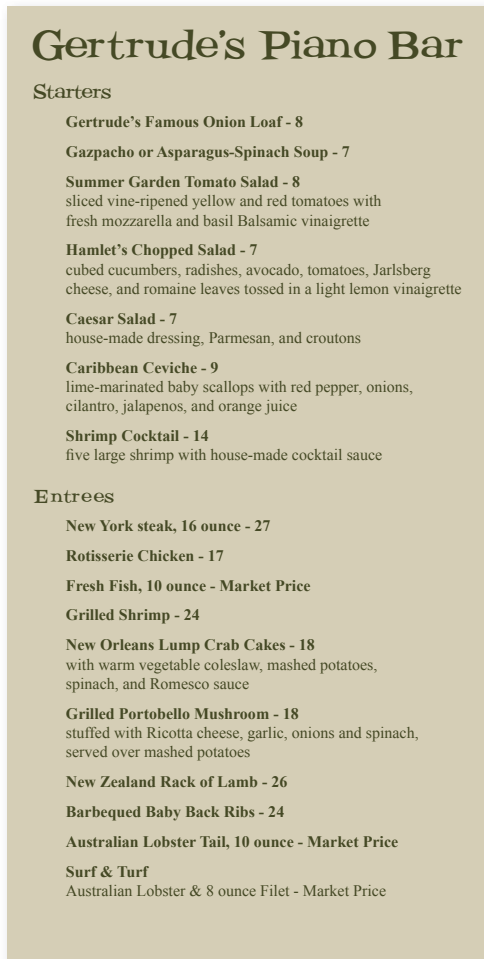 Gertrude's Piano Bar
Starters
Gertrude's Famous Onion Loaf - 8
Gazpacho or Asparagus-Spinach Soup - 7
Summer Garden Tomato Salad - 8
sliced vine-ripened yellow and red tomatoes with
fresh mozzarella and basil Balsamic vinaigrette
Hamlet's Chopped Salad - 7
cubed cucumbers, radishes, avocado, tomatoes, Jarlsberg
cheese, and romaine leaves tossed in a light lemon vinaigrette
Caesar Salad - 7
house-made dressing, Parmesan, and croutons
Caribbean Ceviche - 9
lime-marinated baby scallops with red pepper, onions,
cilantro, jalapenos, and orange juice
Shrimp Cocktail - 14
five large shrimp with house-made cocktail sauce
Entrees
New York steak, 16 ounce - 27
Rotisserie Chicken - 17
Fresh Fish, 10 ounce - Market Price
Grilled Shrimp - 24
New Orleans Lump Crab Cakes - 18
with warm vegetable coleslaw, mashed potatoes,
spinach, and Romesco sauce
Grilled Portobello Mushroom - 18
stuffed with Ricotta cheese, garlic, onions and spinach,
served over mashed potatoes
New Zealand Rack of Lamb - 26
Barbequed Baby Back Ribs - 24
Australian Lobster Tail, 10 ounce - Market Price
Surf & Turf
Australian Lobster & 8 ounce Filet - Market Price